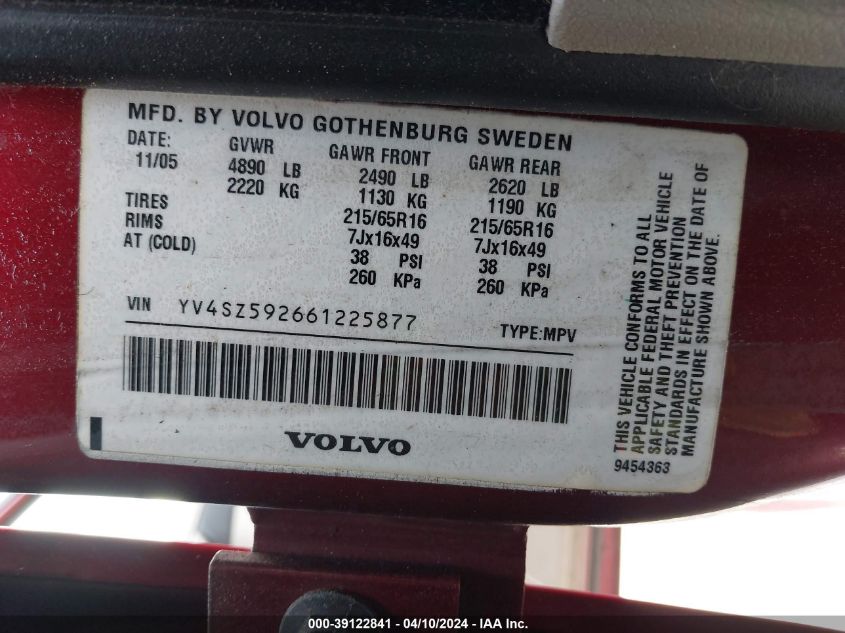 MFD. BY VOLVO GOTHENBURG SWEDEN
DATE: GVWR GAWR FRONT GAWR REAR
11/05 4890 LB 2490 LB 2620 LB
2220 KG 1130 KG 1190 KG
TIRES 215/65R16 215/65R16
RIMS 7Jx16x49 7Jx16x49
AT (COLD) 38 PSI 38 PSI
260 KPa 260 KPa
VIN YV4SZ592661225877 TYPE:MPV
VOLVO
THIS VEHICLE CONFORMS TO ALL
APPLICABLE FEDERAL MOTOR VEHICLE
SAFETY AND THEFT PREVENTION
STANDARDS IN EFFECT ON THE DATE OF
MANUFACTURE SHOWN ABOVE.
9454363
000-39122841 - 04/10/2024 - IAA Inc.